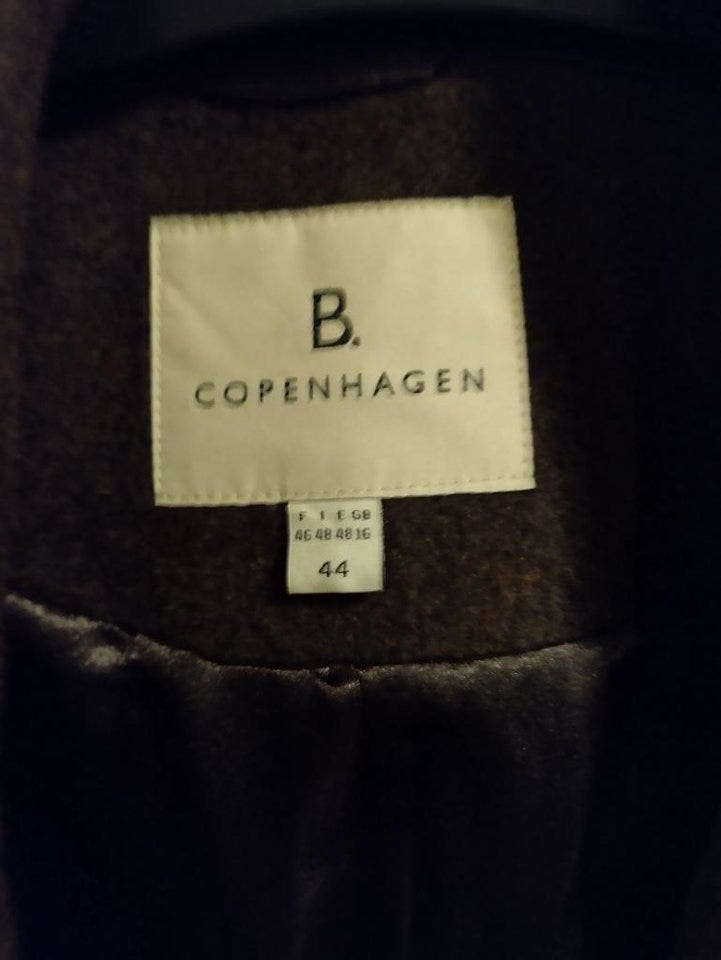 B.
COPENHAGEN
F I E GB
46 48 48 16
44